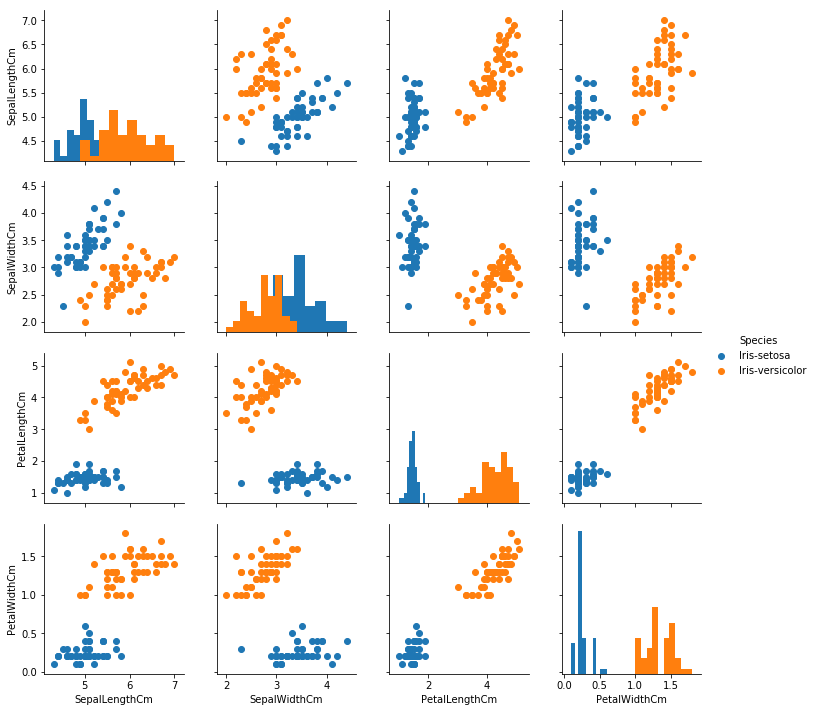 SepalLengthCm
7.0
6.5
6.0
5.5
5.0
4.5
SepalWidthCm
4.5
4.0
3.5
3.0
2.5
2.0
Species
Iris-setosa
Iris-versicolor
PetalLengthCm
5
4
3
2
1
PetalWidthCm
1.5
1.0
0.5
0.0
5 6 7
2 3 4
2 4
0.0 0.5 1.0 1.5
SepalLengthCm
SepalWidthCm
PetalLengthCm
PetalWidthCm